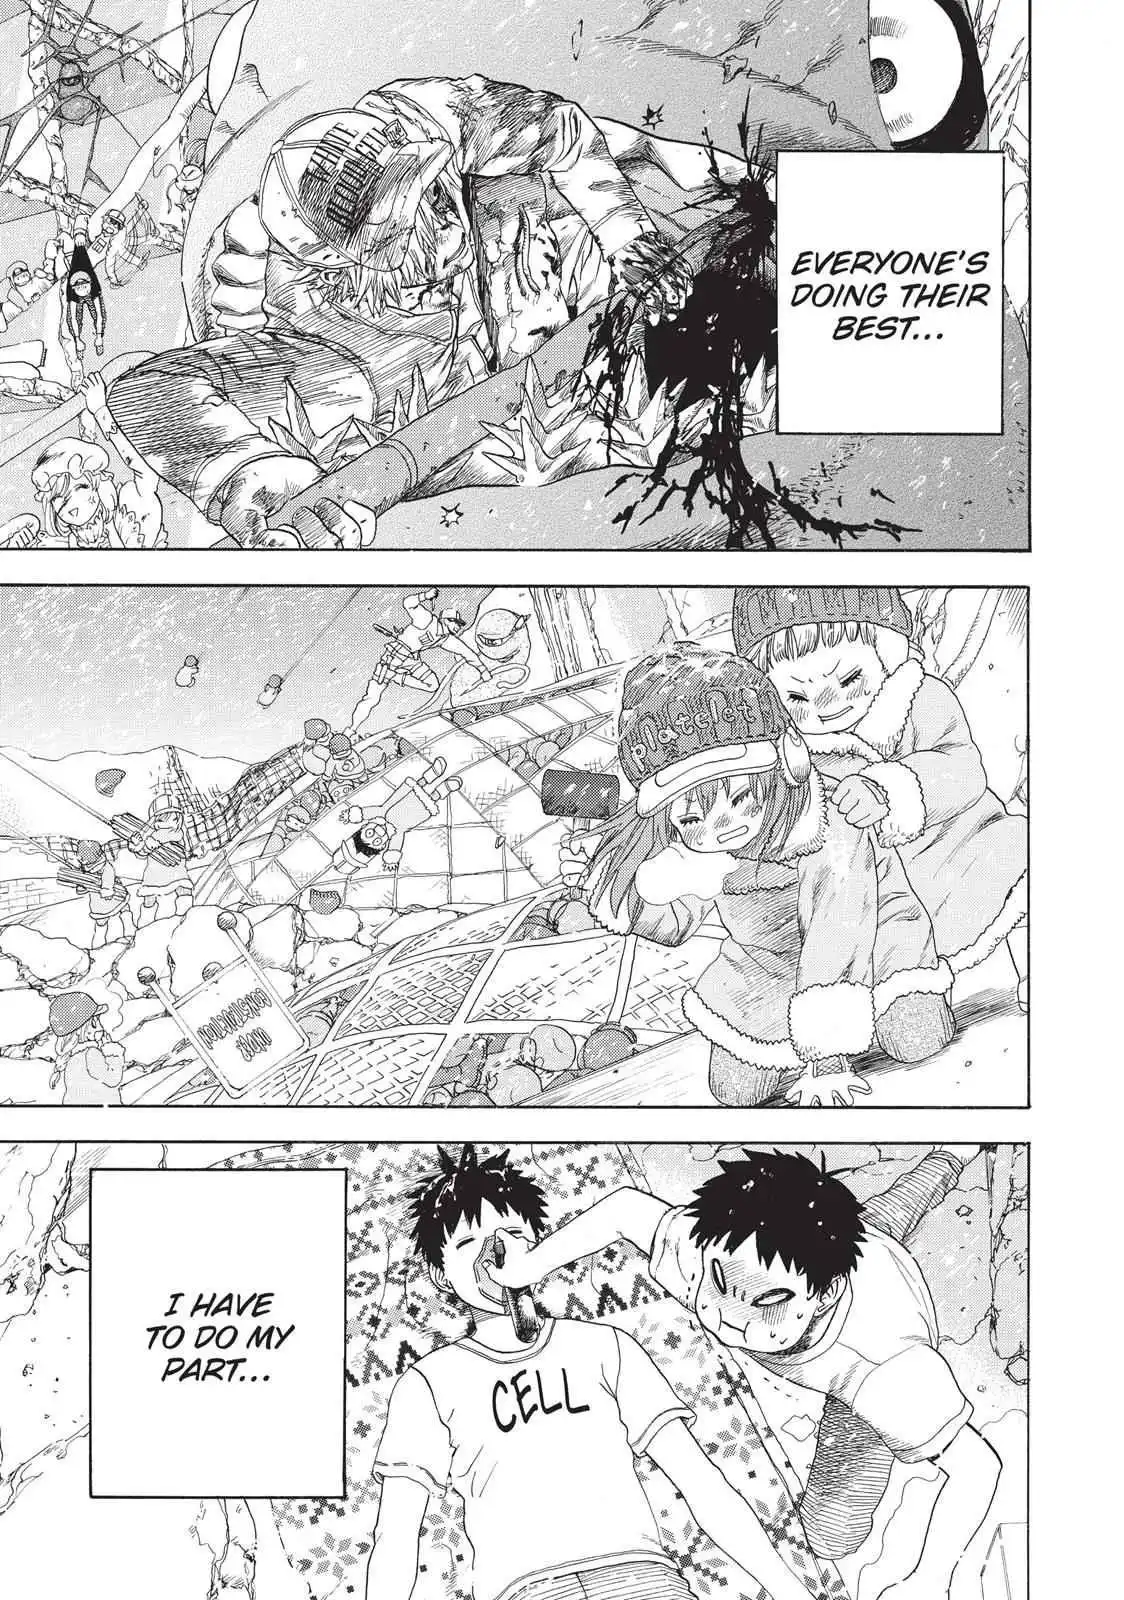 EVERYONE'S
DOING THEIR
BEST...
platelet
CELL
I HAVE
TO DO MY
PART...